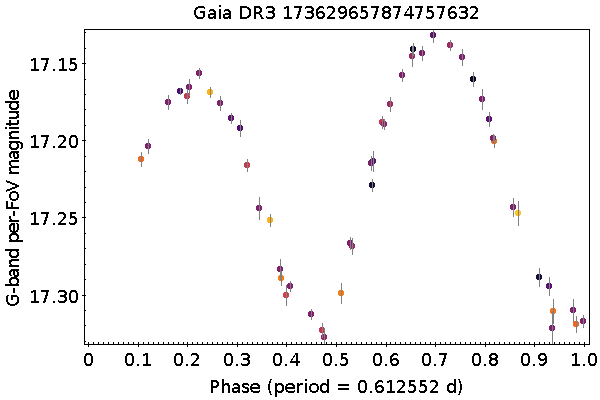 Gaia DR3 173629657874757632
G-band per-FoV magnitude
17.15
17.20
17.25
17.30
0 0.1 0.2 0.3 0.4 0.5 0.6 0.7 0.8 0.9 1.0
Phase (period = 0.612552 d)